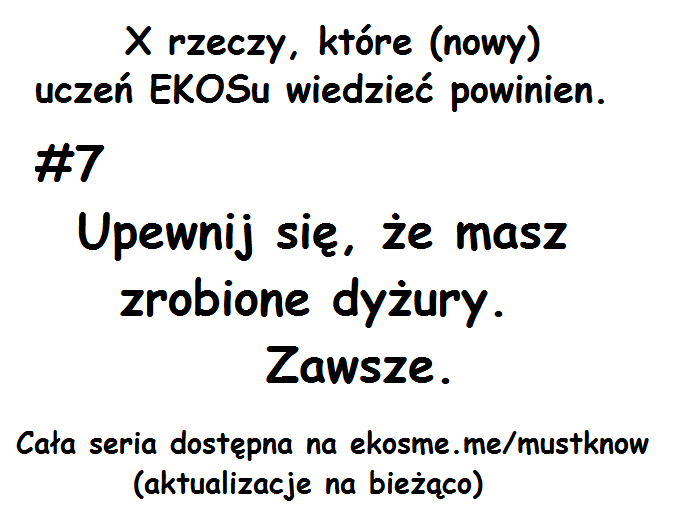 X rzeczy, które (nowy)
uczeń EKOSu wiedzieć powinien.
#7
Upewnij się, że masz
zrobione dyżury.
Zawsze.
Cała seria dostępna na ekosme.me/mustknow
(aktualizacje na bieżąco)